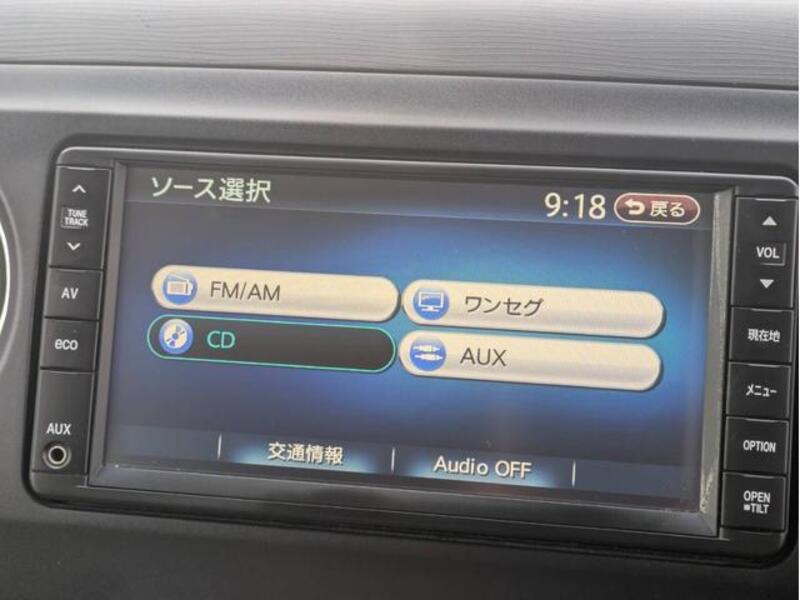 ソース選択
9:18 戻る
FM/AM
ワンセグ
CD
AUX
交通情報
Audio OFF
TUNE
TRACK
AV
eco
AUX
VOL
現在地
メニュー
OPTION
OPEN
TILT